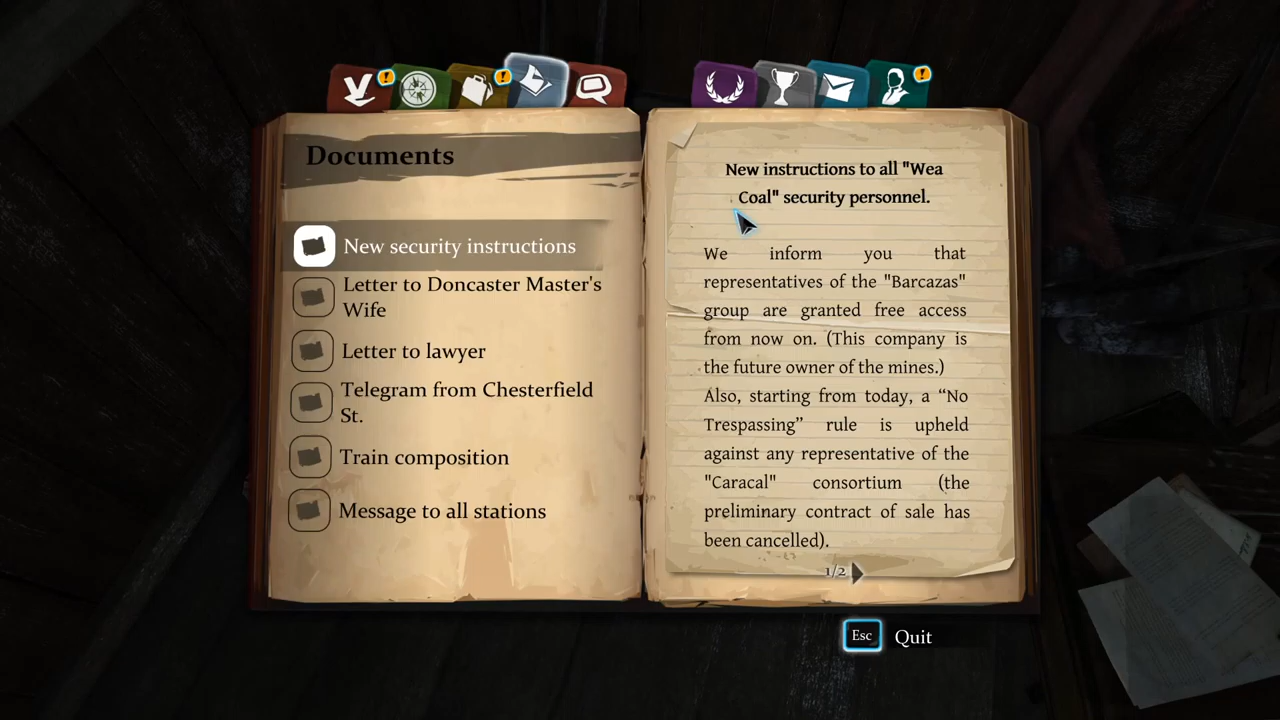 Documents
New security instructions
Letter to Doncaster Master's
Wife
Letter to lawyer
Telegram from Chesterfield
St.
Train composition
Message to all stations
New instructions to all "Wea
Coal" security personnel.
We inform you that
representatives of the "Barcazas"
group are granted free access
from now on. (This company is
the future owner of the mines.)
Also, starting from today, a “No
Trespassing” rule is upheld
against any representative of the
"Caracal" consortium (the
preliminary contract of sale has
been cancelled).
1/2
Esc Quit